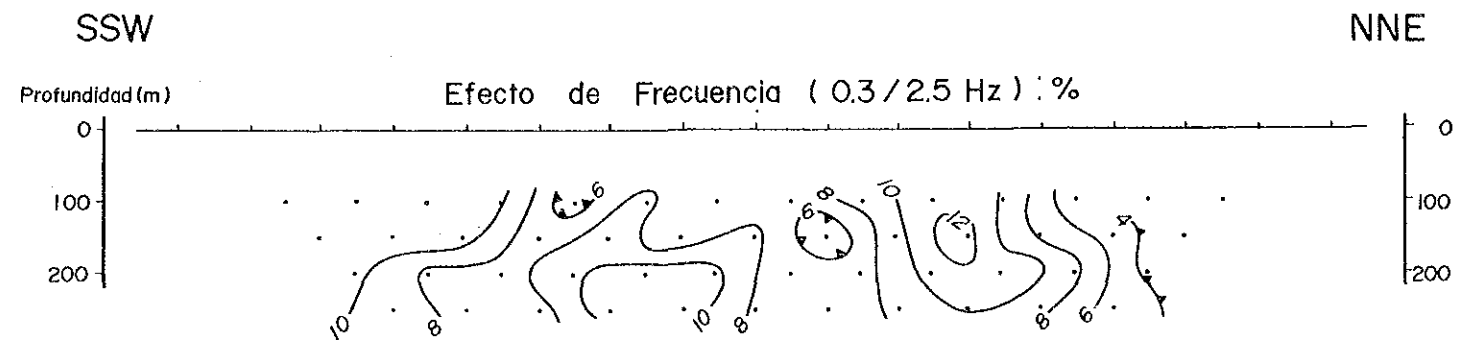 SSW NNE
Profundidad (m) Efecto de Frecuencia ( 0.3 / 2.5 Hz ) : %
0 0
100 6 6 8 10 12 4 100
200 200
10 8 10 8 8 6